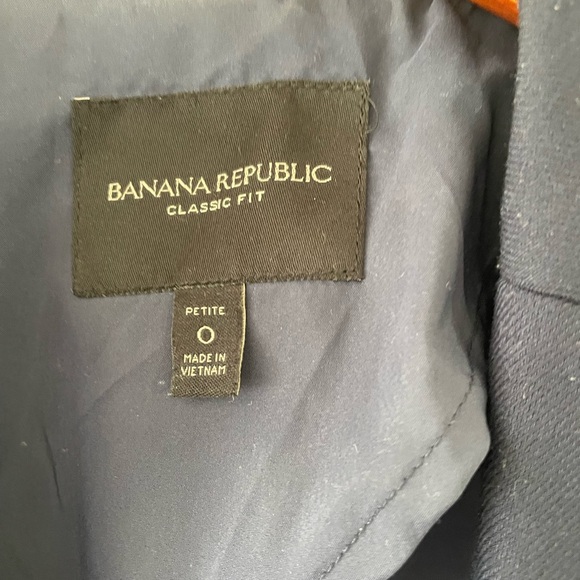 BANANA REPUBLIC
CLASSIC FIT
PETITE
0
MADE IN
VIETNAM